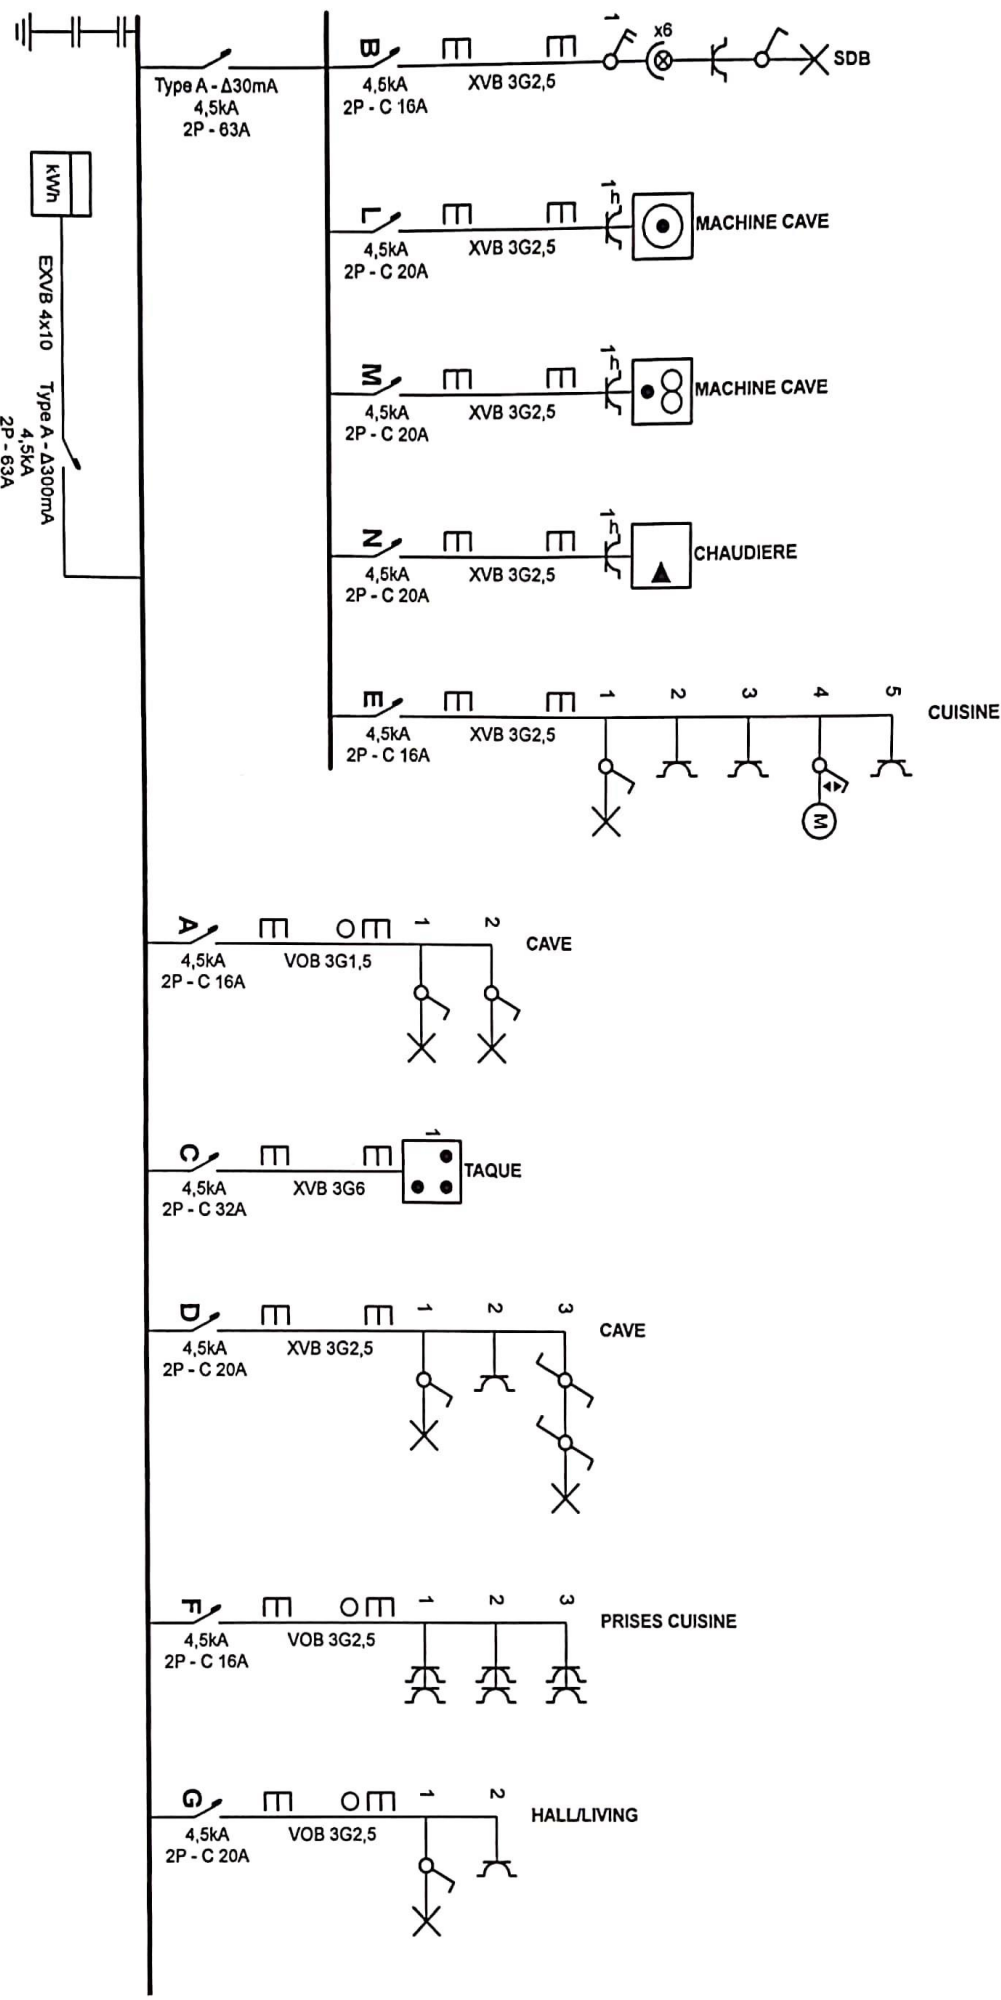 1
x6
B
SDB
Type A - Δ30mA
4,5kA
2P - 63A
4,5kA
2P - C 16A
XVB 3G2,5
kWh
EXVB 4x10
Type A - Δ300mA
4,5kA
2P - 63A
1
h
L
MACHINE CAVE
4,5kA
2P - C 20A
XVB 3G2,5
1
h
M
MACHINE CAVE
4,5kA
2P - C 20A
XVB 3G2,5
1
h
N
CHAUDIERE
4,5kA
2P - C 20A
XVB 3G2,5
E
1
2
3
4
5
CUISINE
4,5kA
2P - C 16A
XVB 3G2,5
M
A
1
2
CAVE
4,5kA
2P - C 16A
VOB 3G1,5
C
1
TAQUE
4,5kA
2P - C 32A
XVB 3G6
D
1
2
3
CAVE
4,5kA
2P - C 20A
XVB 3G2,5
F
1
2
3
PRISES CUISINE
4,5kA
2P - C 16A
VOB 3G2,5
G
1
2
HALL/LIVING
4,5kA
2P - C 20A
VOB 3G2,5